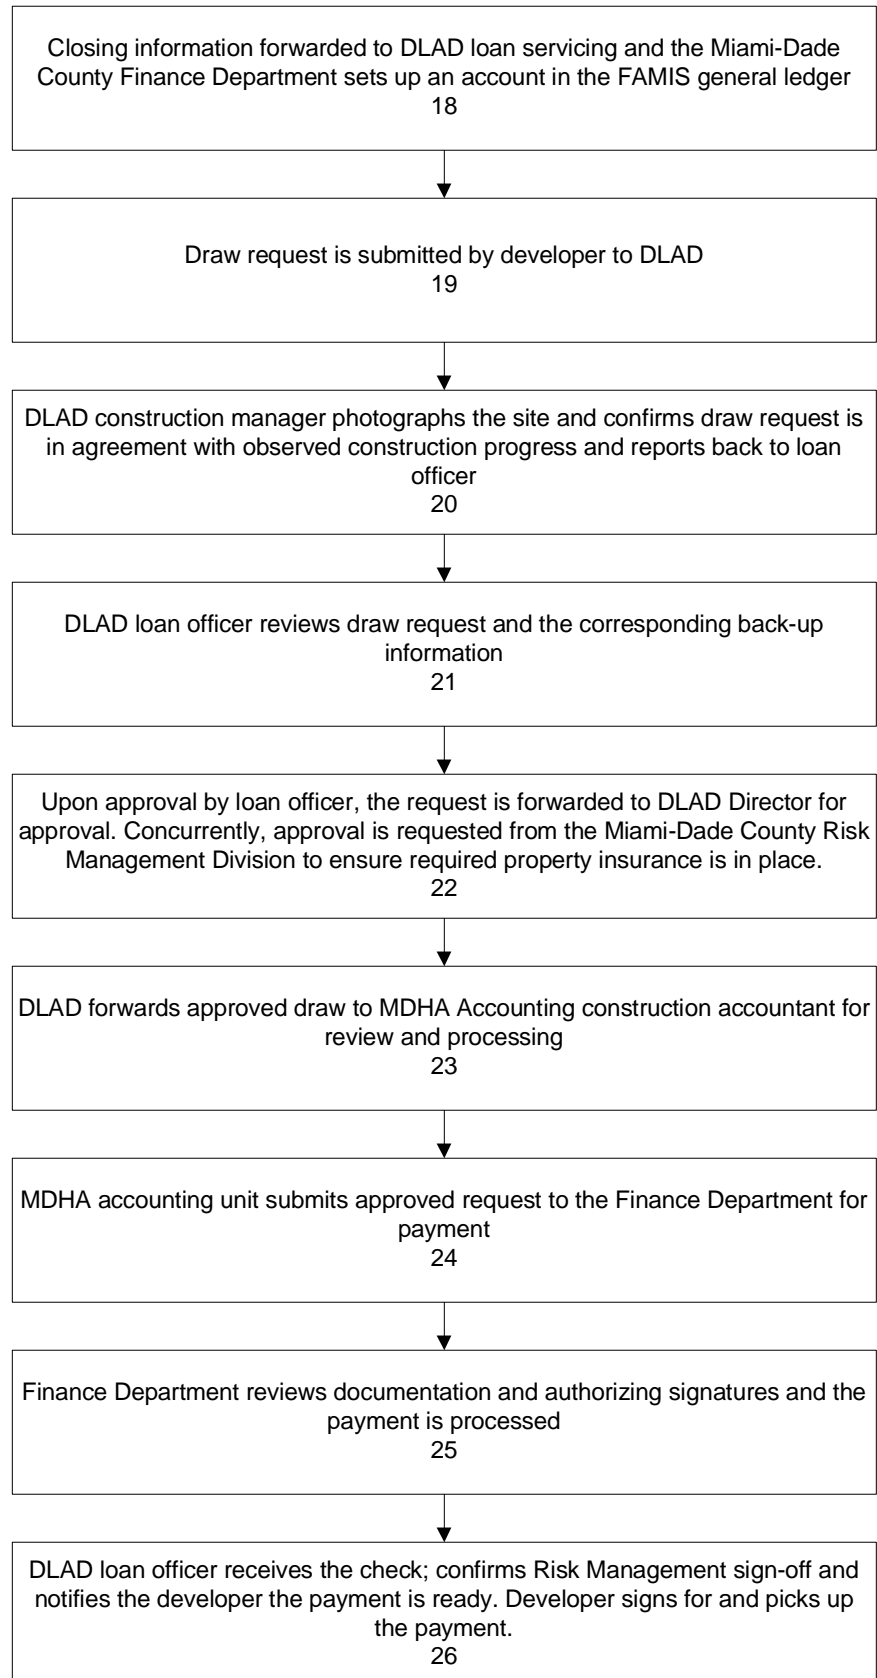 Closing information forwarded to DLAD loan servicing and the Miami-Dade
County Finance Department sets up an account in the FAMIS general ledger
18
Draw request is submitted by developer to DLAD
19
DLAD construction manager photographs the site and confirms draw request is
in agreement with observed construction progress and reports back to loan
officer
20
DLAD loan officer reviews draw request and the corresponding back-up
information
21
Upon approval by loan officer, the request is forwarded to DLAD Director for
approval. Concurrently, approval is requested from the Miami-Dade County Risk
Management Division to ensure required property insurance is in place.
22
DLAD forwards approved draw to MDHA Accounting construction accountant for
review and processing
23
MDHA accounting unit submits approved request to the Finance Department for
payment
24
Finance Department reviews documentation and authorizing signatures and the
payment is processed
25
DLAD loan officer receives the check; confirms Risk Management sign-off and
notifies the developer the payment is ready. Developer signs for and picks up
the payment.
26